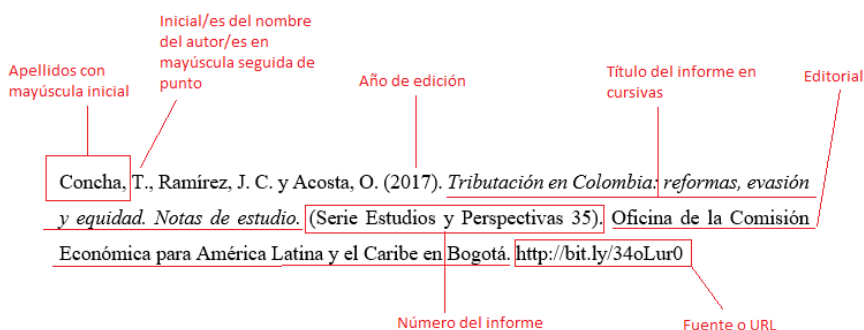 Inicial/es del nombre
del autor/es en
mayúscula seguida de
punto
Apellidos con
mayúscula inicial
Año de edición
Título del informe en
cursivas
Editorial
Concha, T., Ramírez, J. C. y Acosta, O. (2017). Tributación en Colombia: reformas, evasión
y equidad. Notas de estudio. (Serie Estudios y Perspectivas 35). Oficina de la Comisión
Económica para América Latina y el Caribe en Bogotá. http://bit.ly/34oLur0
Número del informe
Fuente o URL